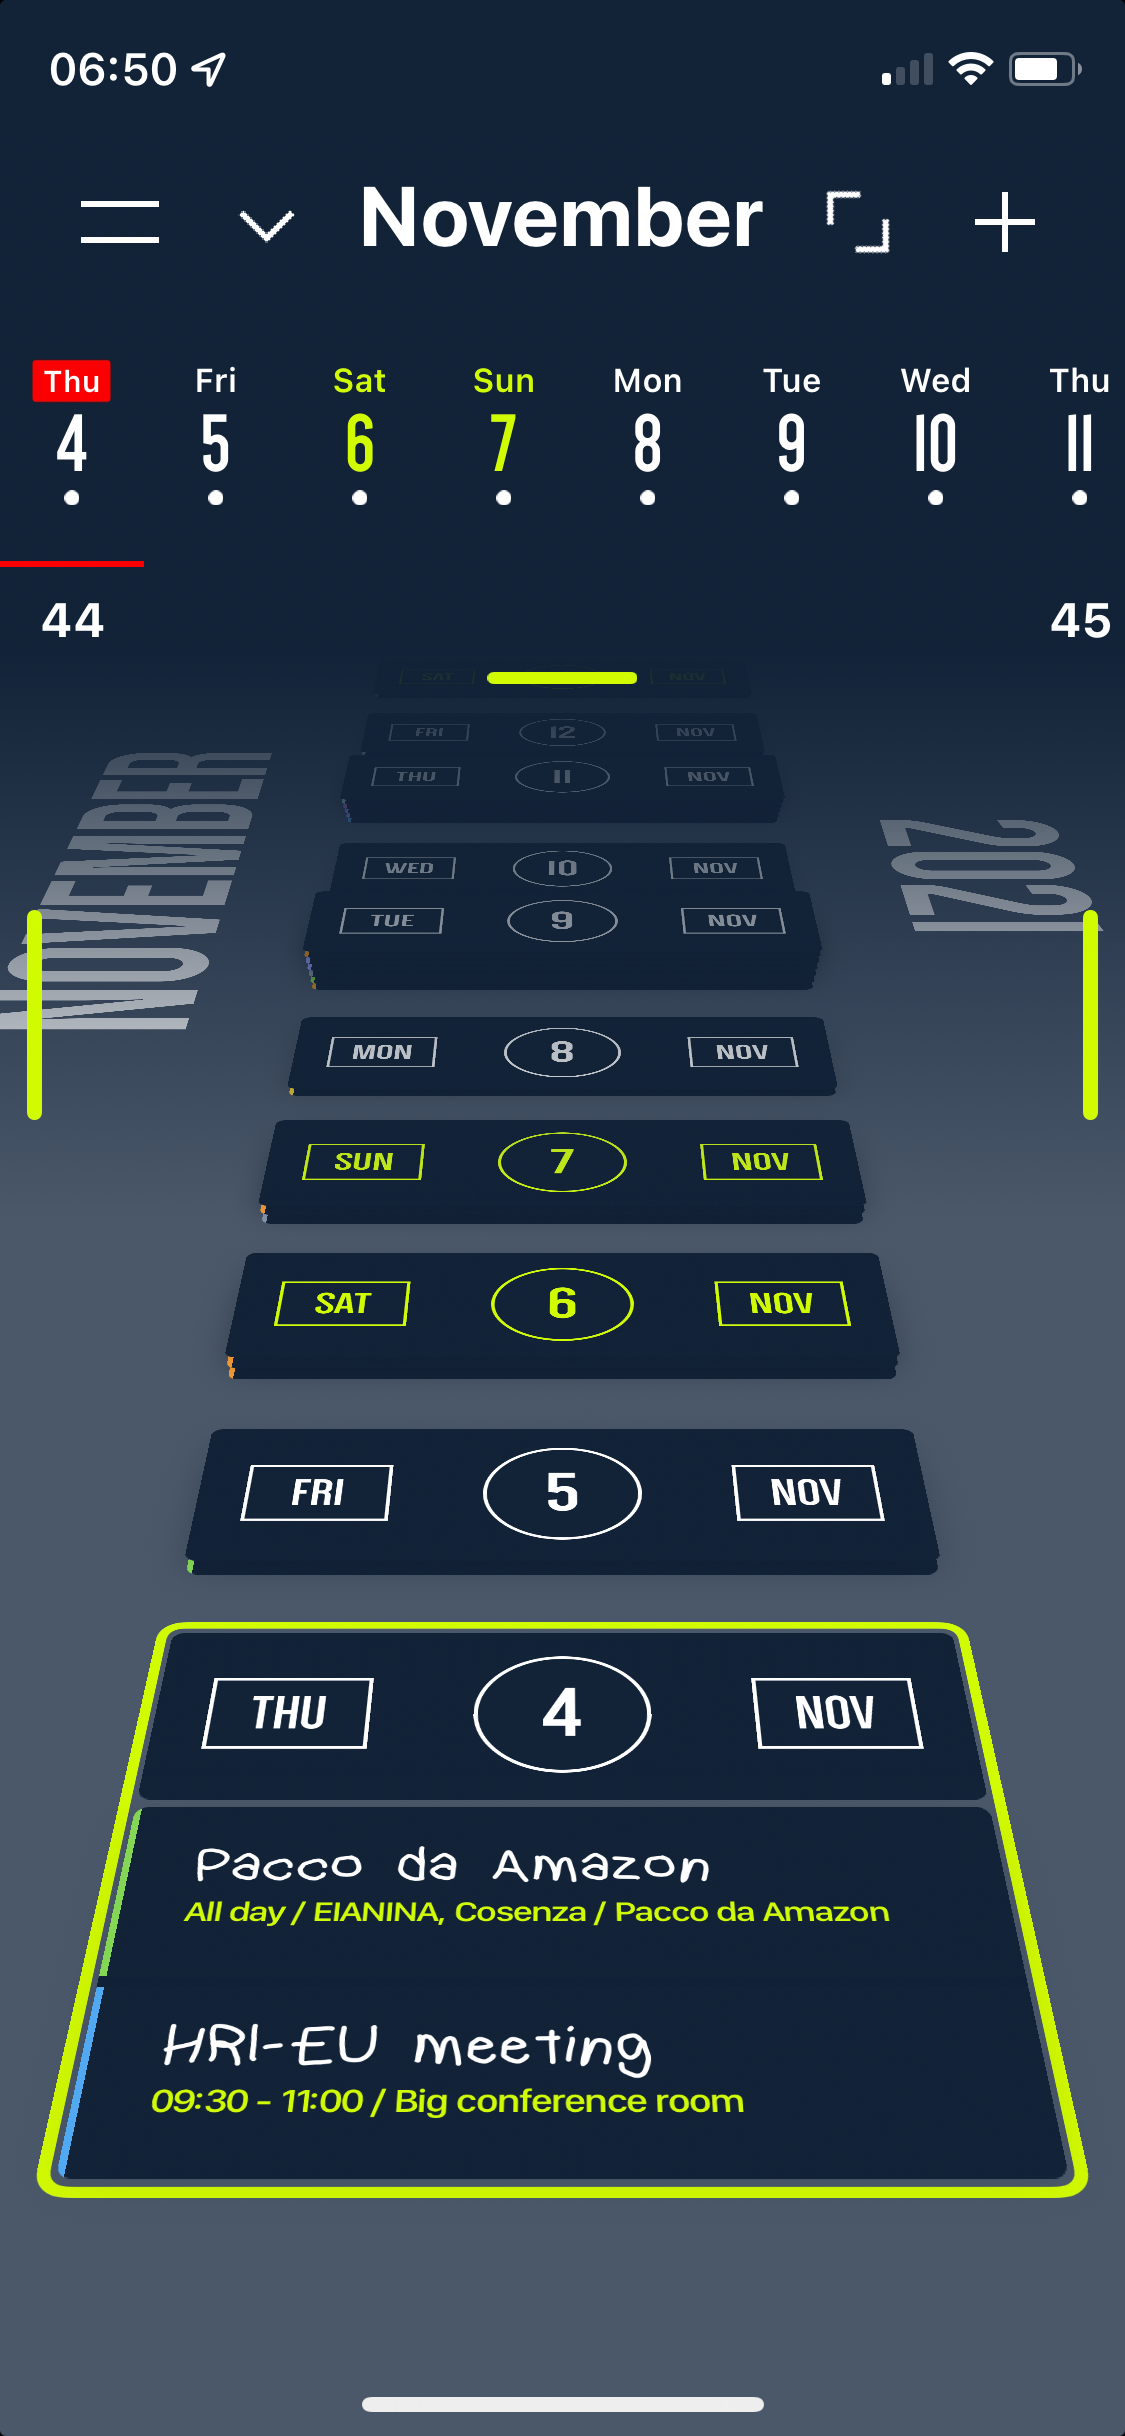 06:50
November
Thu Fri Sat Sun Mon Tue Wed Thu
4 5 6 7 8 9 10 11
44 45
SAT NOV
FRI 12 NOV
THU 11 NOV
NOVEMBER
2021
WED 10 NOV
TUE 9 NOV
MON 8 NOV
SUN 7 NOV
SAT 6 NOV
FRI 5 NOV
THU 4 NOV
Pacco da Amazon
All day / EIANINA, Cosenza / Pacco da Amazon
HRI-EU meeting
09:30 - 11:00 / Big conference room